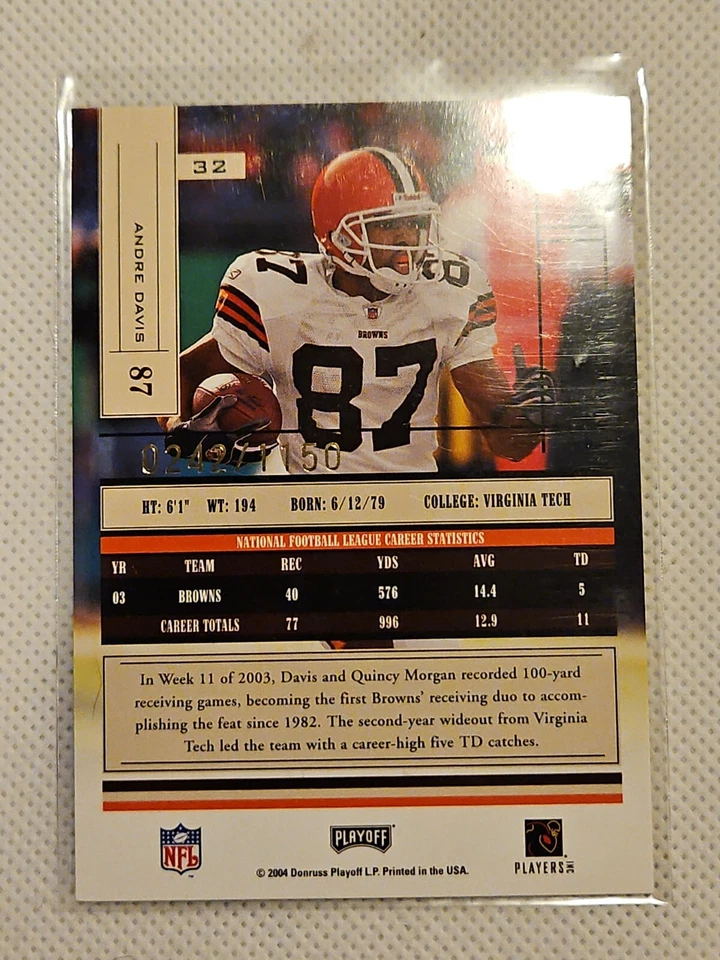 32
ANDRE DAVIS
87
87
87
BROWNS
87
0242/1150
HT: 6'1" WT: 194 BORN: 6/12/79 COLLEGE: VIRGINIA TECH
NATIONAL FOOTBALL LEAGUE CAREER STATISTICS
YR TEAM REC YDS AVG TD
03 BROWNS 40 576 14.4 5
CAREER TOTALS 77 996 12.9 11
In Week 11 of 2003, Davis and Quincy Morgan recorded 100-yard
receiving games, becoming the first Browns' receiving duo to accom-
plishing the feat since 1982. The second-year wideout from Virginia
Tech led the team with a career-high five TD catches.
NFL
PLAYOFF
PLAYERS INC
© 2004 Donruss Playoff L.P. Printed in the USA.